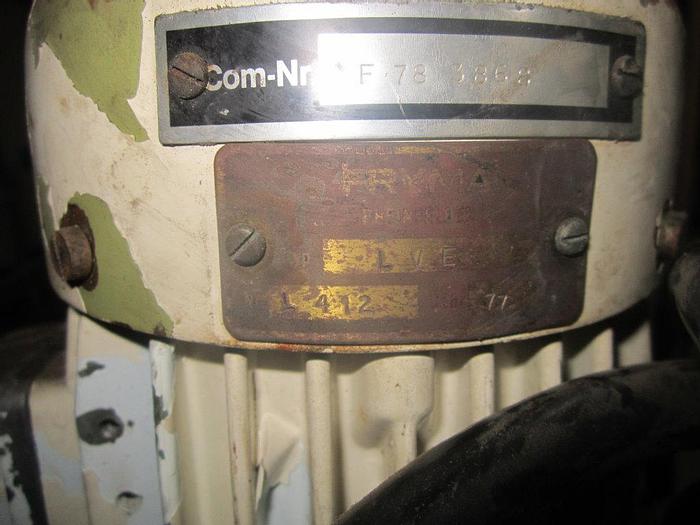 Com-Nr. F-78 3868
FRYMA
LVE
L 412 77